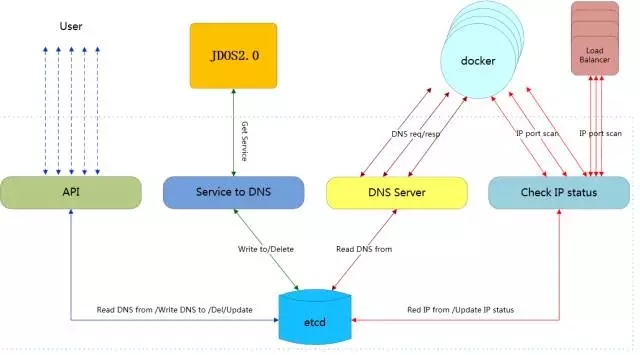 User
JDOS2.0
docker
Load
Balancer
Get Service
DNS req/resp
IP port scan
IP port scan
API
Service to DNS
DNS Server
Check IP status
Write to/Delete
Read DNS from
Read DNS from /Write DNS to /Del/Update
etcd
Red IP from /Update IP status